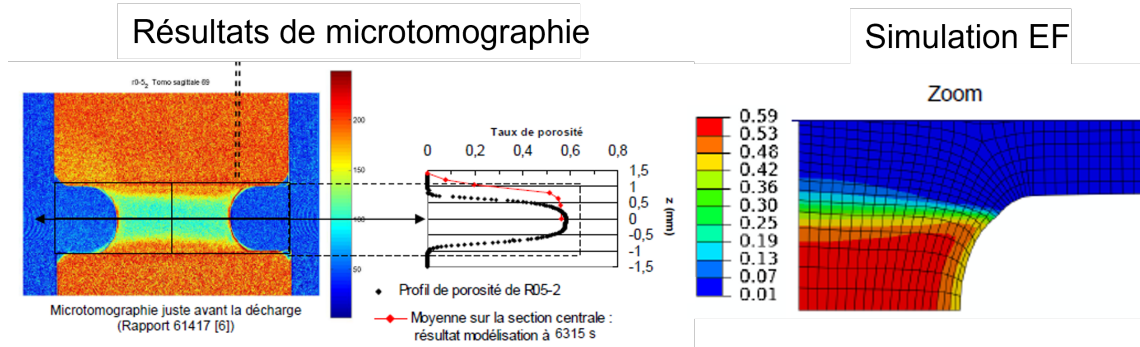 Résultats de microtomographie
Simulation EF
r0-5₂ Tomo sagittale 69
200
150
100
50
Taux de porosité
0 0,2 0,4 0,6 0,8
1,5
1
0,5
0
-0,5
-1
-1,5
z (mm)
Profil de porosité de R05-2
Moyenne sur la section centrale :
résultat modélisation à 6315 s
Microtomographie juste avant la décharge
(Rapport 61417 [6])
Zoom
0.59
0.53
0.48
0.42
0.36
0.30
0.25
0.19
0.13
0.07
0.01